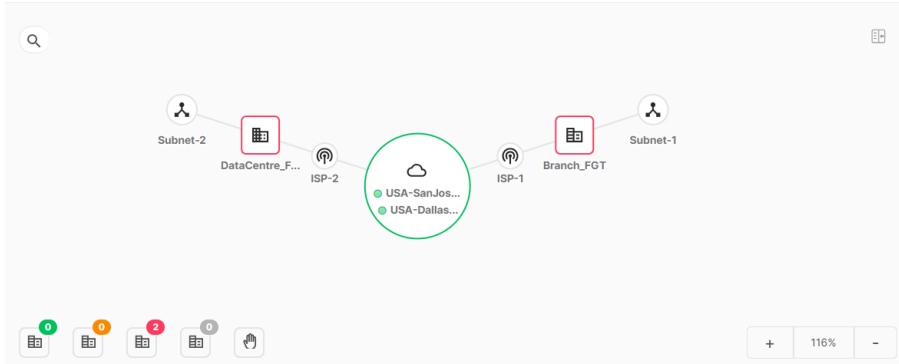 Subnet-2
DataCentre_F...
ISP-2
USA-SanJos...
USA-Dallas...
ISP-1
Branch_FGT
Subnet-1
0
0
2
0
+
116%
-